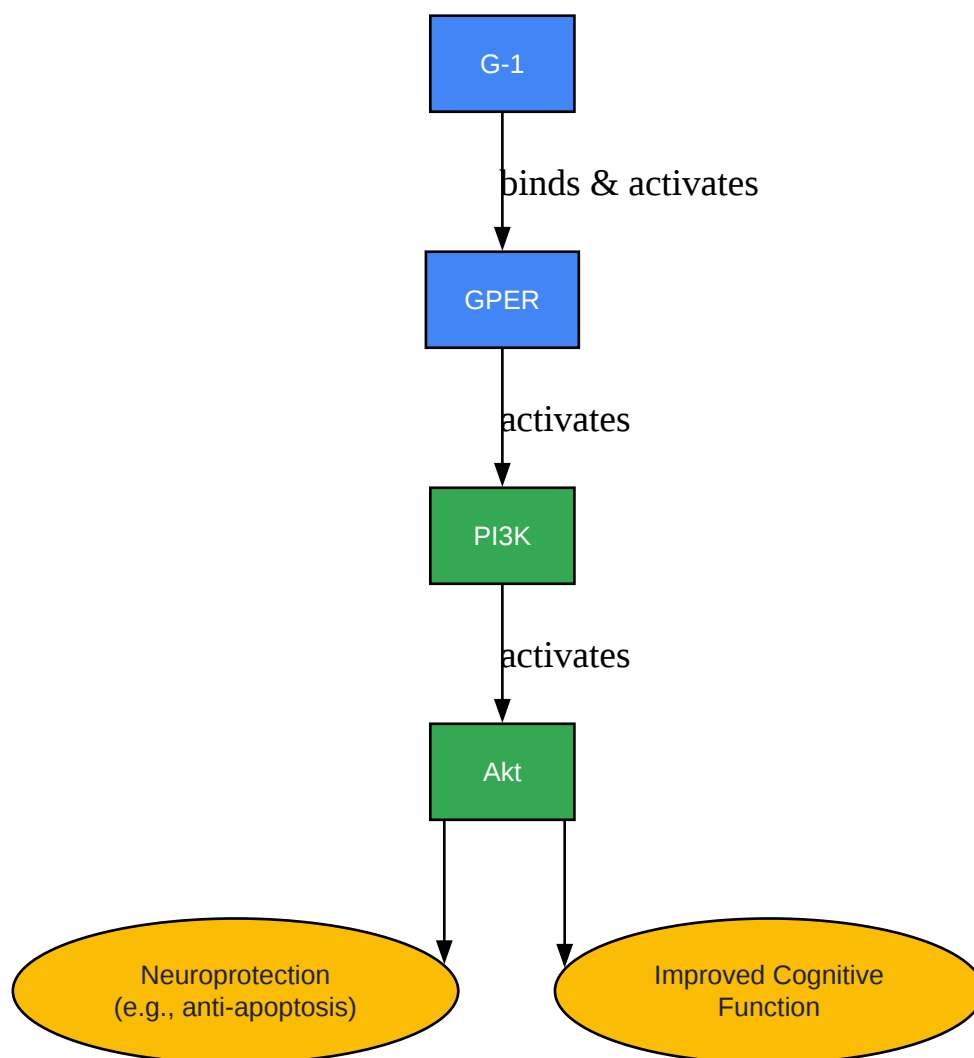 G-1
binds & activates
GPER
activates
PI3K
activates
Akt
Neuroprotection
(e.g., anti-apoptosis)
Improved Cognitive
Function